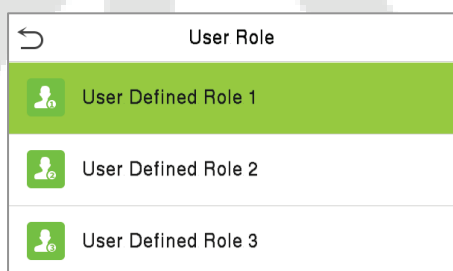 User Role
User Defined Role 1
User Defined Role 2
User Defined Role 3